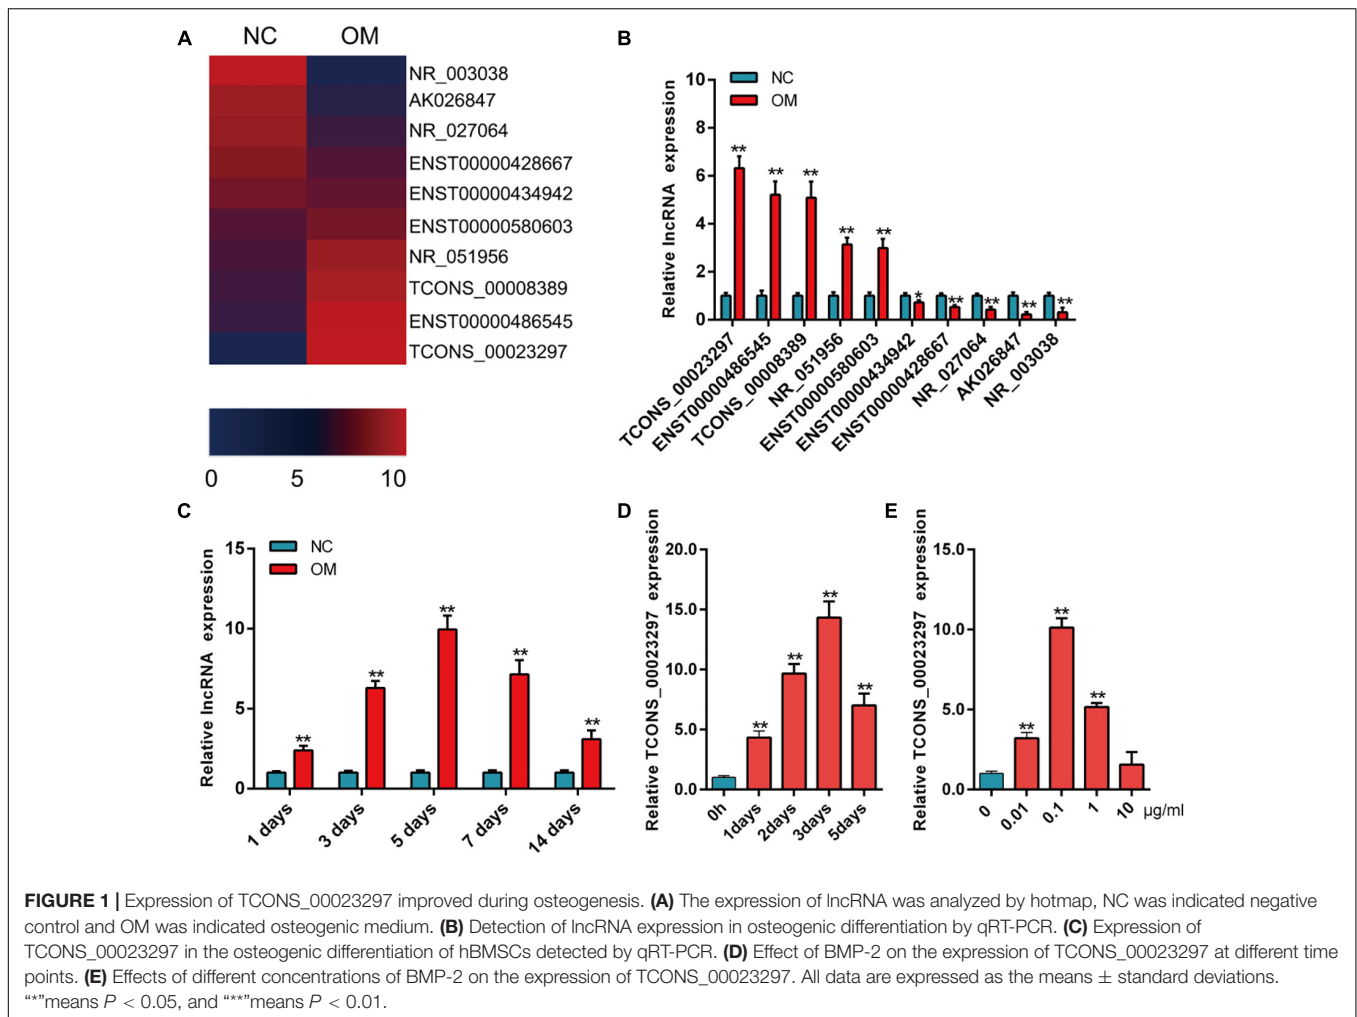 A
NC OM
NR_003038
AK026847
NR_027064
ENST00000428667
ENST00000434942
ENST00000580603
NR_051956
TCONS_00008389
ENST00000486545
TCONS_00023297
0 5 10
B
Relative lncRNA expression
NC
OM
10
8
6
4
2
0
** ** ** ** ** * ** ** ** **
TCONS_00023297
ENST00000486545
TCONS_00008389
NR_051956
ENST00000580603
ENST00000434942
ENST00000428667
NR_027064
AK026847
NR_003038
C
Relative lncRNA expression
NC
OM
15
10
5
0
** ** ** ** **
1 days
3 days
5 days
7 days
14 days
D
Relative TCONS_00023297 expression
20.0
15.0
10.0
5.0
0.0
** ** ** **
0h
1days
2days
3days
5days
E
Relative TCONS_00023297 expression
15.0
10.0
5.0
0.0
** ** **
0
0.01
0.1
1
10
µg/ml
FIGURE 1 | Expression of TCONS_00023297 improved during osteogenesis. (A) The expression of lncRNA was analyzed by hotmap, NC was indicated negative
control and OM was indicated osteogenic medium. (B) Detection of lncRNA expression in osteogenic differentiation by qRT-PCR. (C) Expression of
TCONS_00023297 in the osteogenic differentiation of hBMSCs detected by qRT-PCR. (D) Effect of BMP-2 on the expression of TCONS_00023297 at different time
points. (E) Effects of different concentrations of BMP-2 on the expression of TCONS_00023297. All data are expressed as the means ± standard deviations.
“*”means P < 0.05, and “**”means P < 0.01.